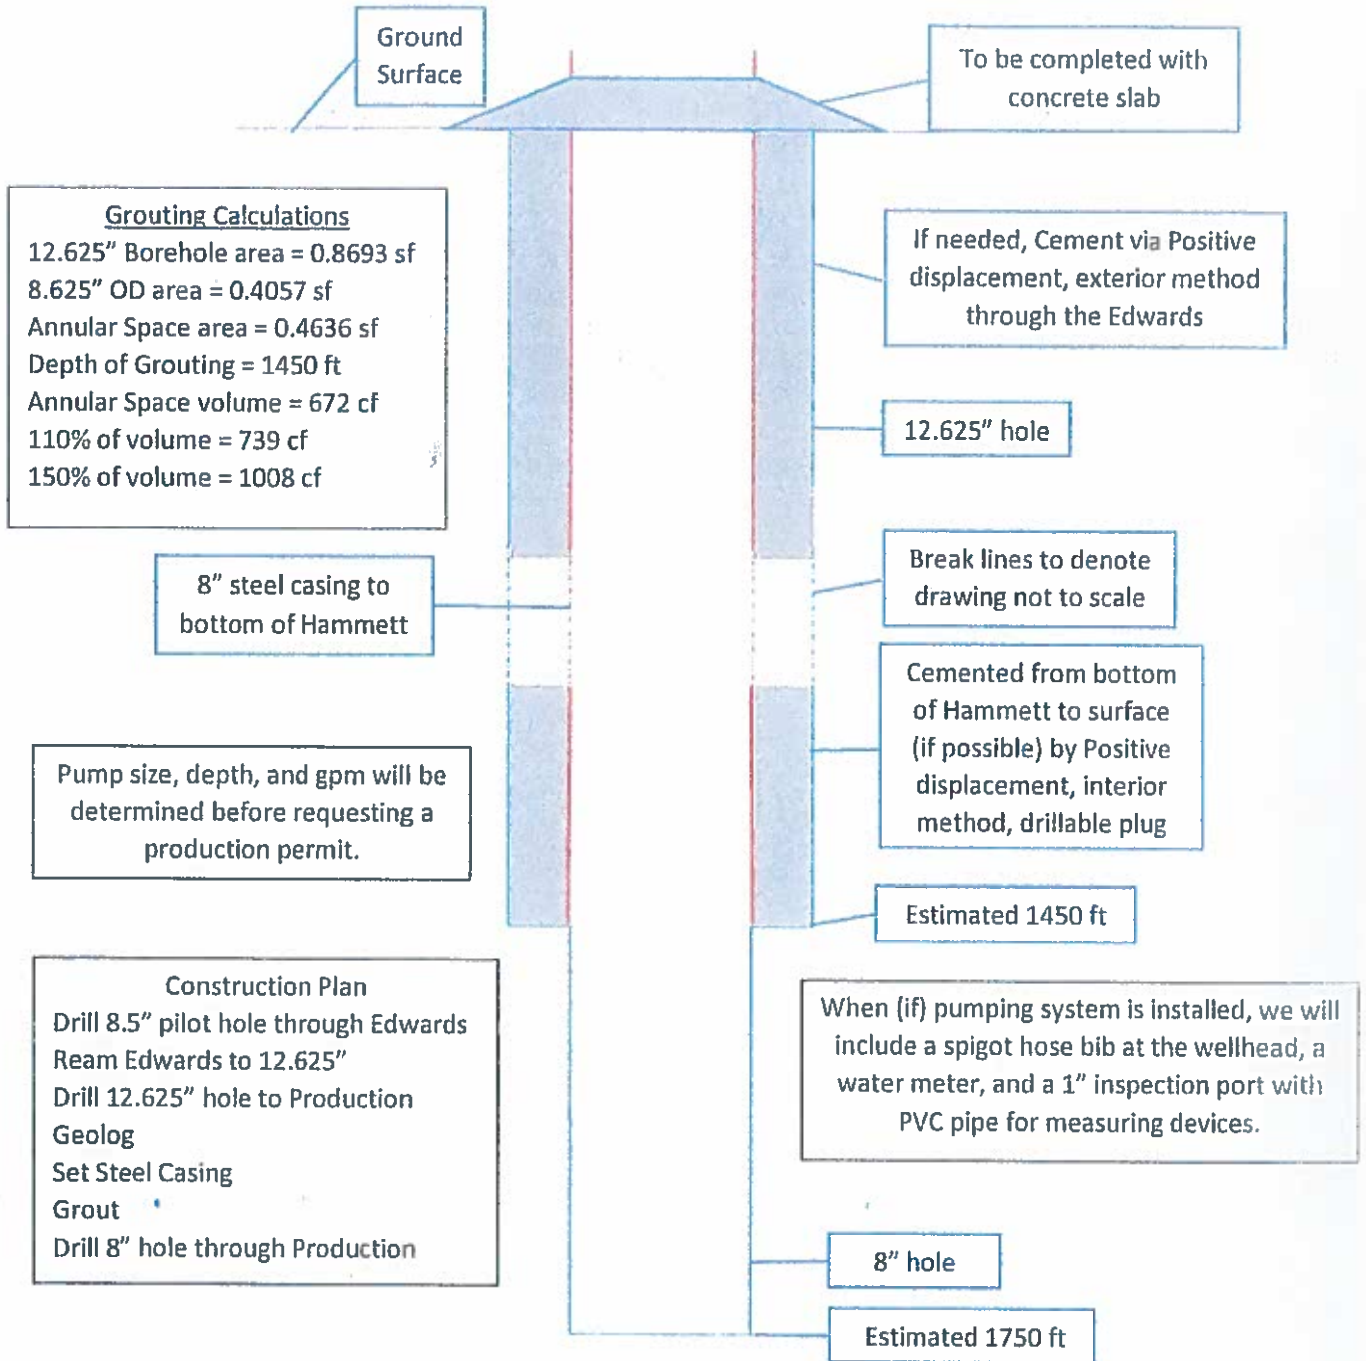 Ground
Surface
To be completed with
concrete slab
Grouting Calculations
12.625" Borehole area = 0.8693 sf
8.625" OD area = 0.4057 sf
Annular Space area = 0.4636 sf
Depth of Grouting = 1450 ft
Annular Space volume = 672 cf
110% of volume = 739 cf
150% of volume = 1008 cf
If needed, Cement via Positive
displacement, exterior method
through the Edwards
12.625" hole
8" steel casing to
bottom of Hammett
Break lines to denote
drawing not to scale
Cemented from bottom
of Hammett to surface
(if possible) by Positive
displacement, interior
method, drillable plug
Pump size, depth, and gpm will be
determined before requesting a
production permit.
Estimated 1450 ft
Construction Plan
Drill 8.5" pilot hole through Edwards
Ream Edwards to 12.625"
Drill 12.625" hole to Production
Geolog
Set Steel Casing
Grout
Drill 8" hole through Production
When (if) pumping system is installed, we will
include a spigot hose bib at the wellhead, a
water meter, and a 1" inspection port with
PVC pipe for measuring devices.
8" hole
Estimated 1750 ft